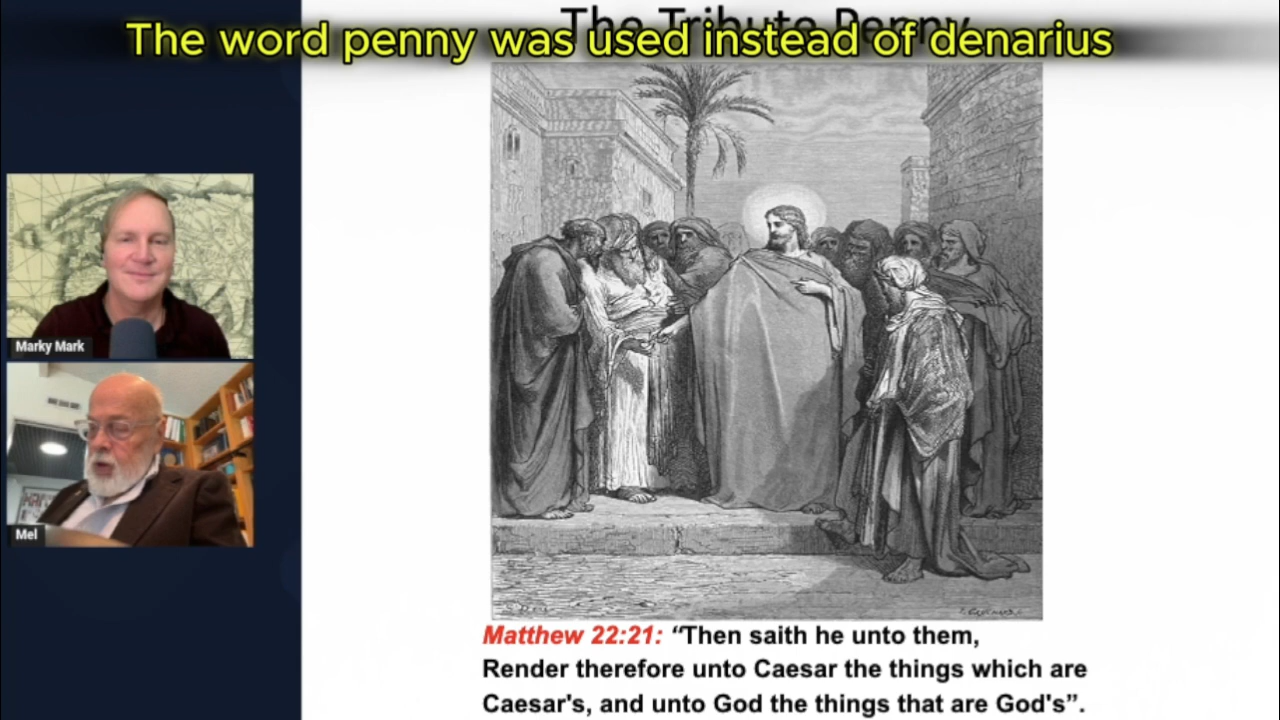 The Tribute Penny
The word penny was used instead of denarius
Marky Mark
Mel
Matthew 22:21: “Then saith he unto them,
Render therefore unto Caesar the things which are
Caesar's, and unto God the things that are God's”.